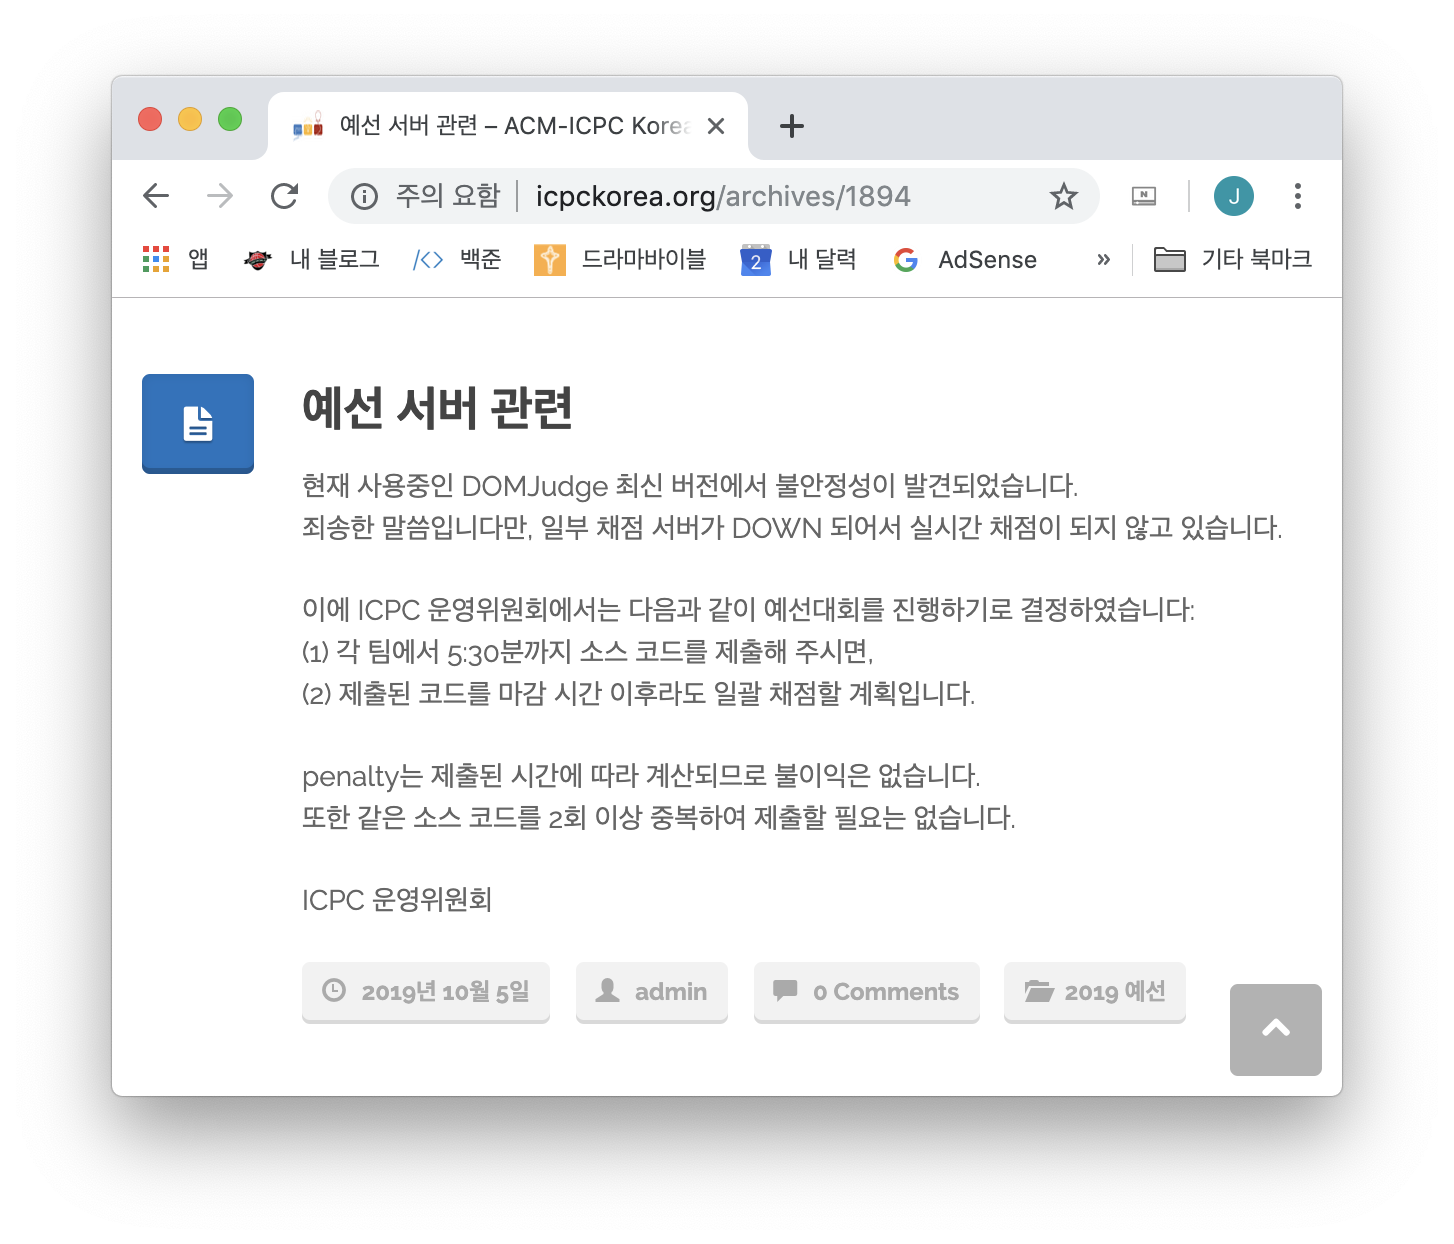 예선 서버 관련 – ACM-ICPC Korea
주의 요함 icpckorea.org/archives/1894
J
앱 내 블로그 백준 드라마바이블 2 내 달력 AdSense » 기타 북마크
예선 서버 관련
현재 사용중인 DOMJudge 최신 버전에서 불안정성이 발견되었습니다.
죄송한 말씀입니다만, 일부 채점 서버가 DOWN 되어서 실시간 채점이 되지 않고 있습니다.
이에 ICPC 운영위원회에서는 다음과 같이 예선대회를 진행하기로 결정하였습니다:
(1) 각 팀에서 5:30분까지 소스 코드를 제출해 주시면,
(2) 제출된 코드를 마감 시간 이후라도 일괄 채점할 계획입니다.
penalty는 제출된 시간에 따라 계산되므로 불이익은 없습니다.
또한 같은 소스 코드를 2회 이상 중복하여 제출할 필요는 없습니다.
ICPC 운영위원회
2019년 10월 5일 admin 0 Comments 2019 예선